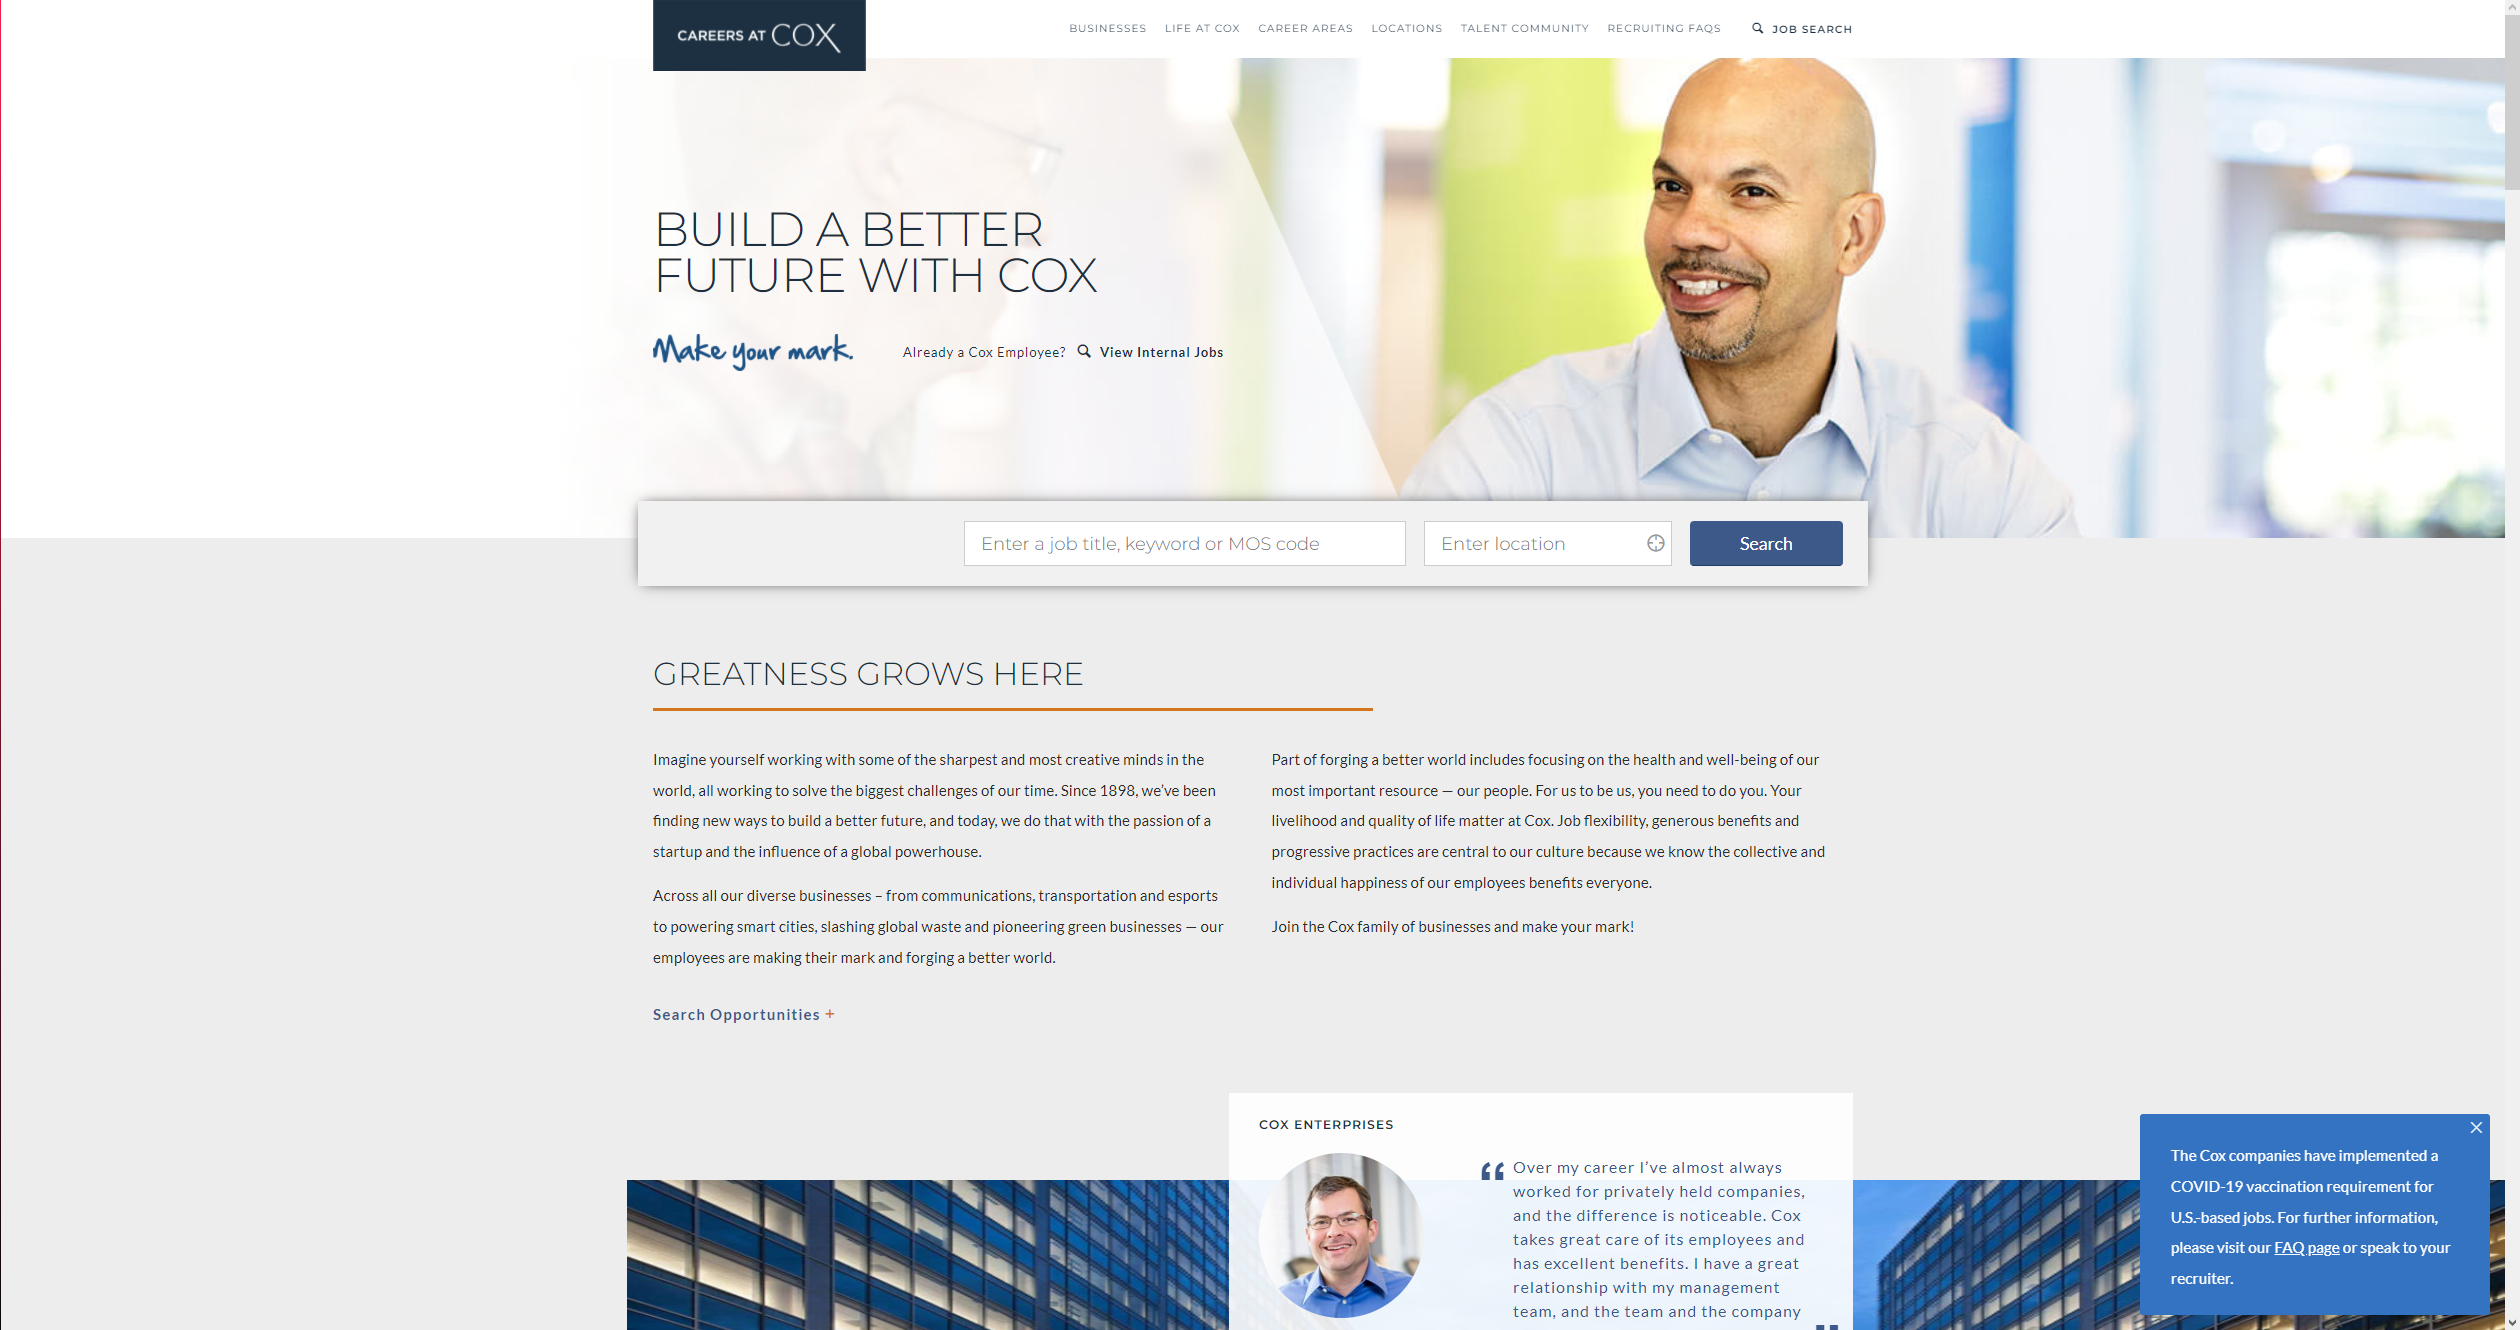 CAREERS AT COX
BUSINESSES LIFE AT COX CAREER AREAS LOCATIONS TALENT COMMUNITY RECRUITING FAQS JOB SEARCH
BUILD A BETTER
FUTURE WITH COX
Make your mark.
Already a Cox Employee? View Internal Jobs
Enter a job title, keyword or MOS code
Enter location
Search
GREATNESS GROWS HERE
Imagine yourself working with some of the sharpest and most creative minds in the
world, all working to solve the biggest challenges of our time. Since 1898, we’ve been
finding new ways to build a better future, and today, we do that with the passion of a
startup and the influence of a global powerhouse.
Across all our diverse businesses – from communications, transportation and esports
to powering smart cities, slashing global waste and pioneering green businesses — our
employees are making their mark and forging a better world.
Part of forging a better world includes focusing on the health and well-being of our
most important resource — our people. For us to be us, you need to do you. Your
livelihood and quality of life matter at Cox. Job flexibility, generous benefits and
progressive practices are central to our culture because we know the collective and
individual happiness of our employees benefits everyone.
Join the Cox family of businesses and make your mark!
Search Opportunities +
COX ENTERPRISES
“ Over my career I’ve almost always
worked for privately held companies,
and the difference is noticeable. Cox
takes great care of its employees and
has excellent benefits. I have a great
relationship with my management
team, and the team and the company
The Cox companies have implemented a
COVID-19 vaccination requirement for
U.S.-based jobs. For further information,
please visit our FAQ page or speak to your
recruiter.